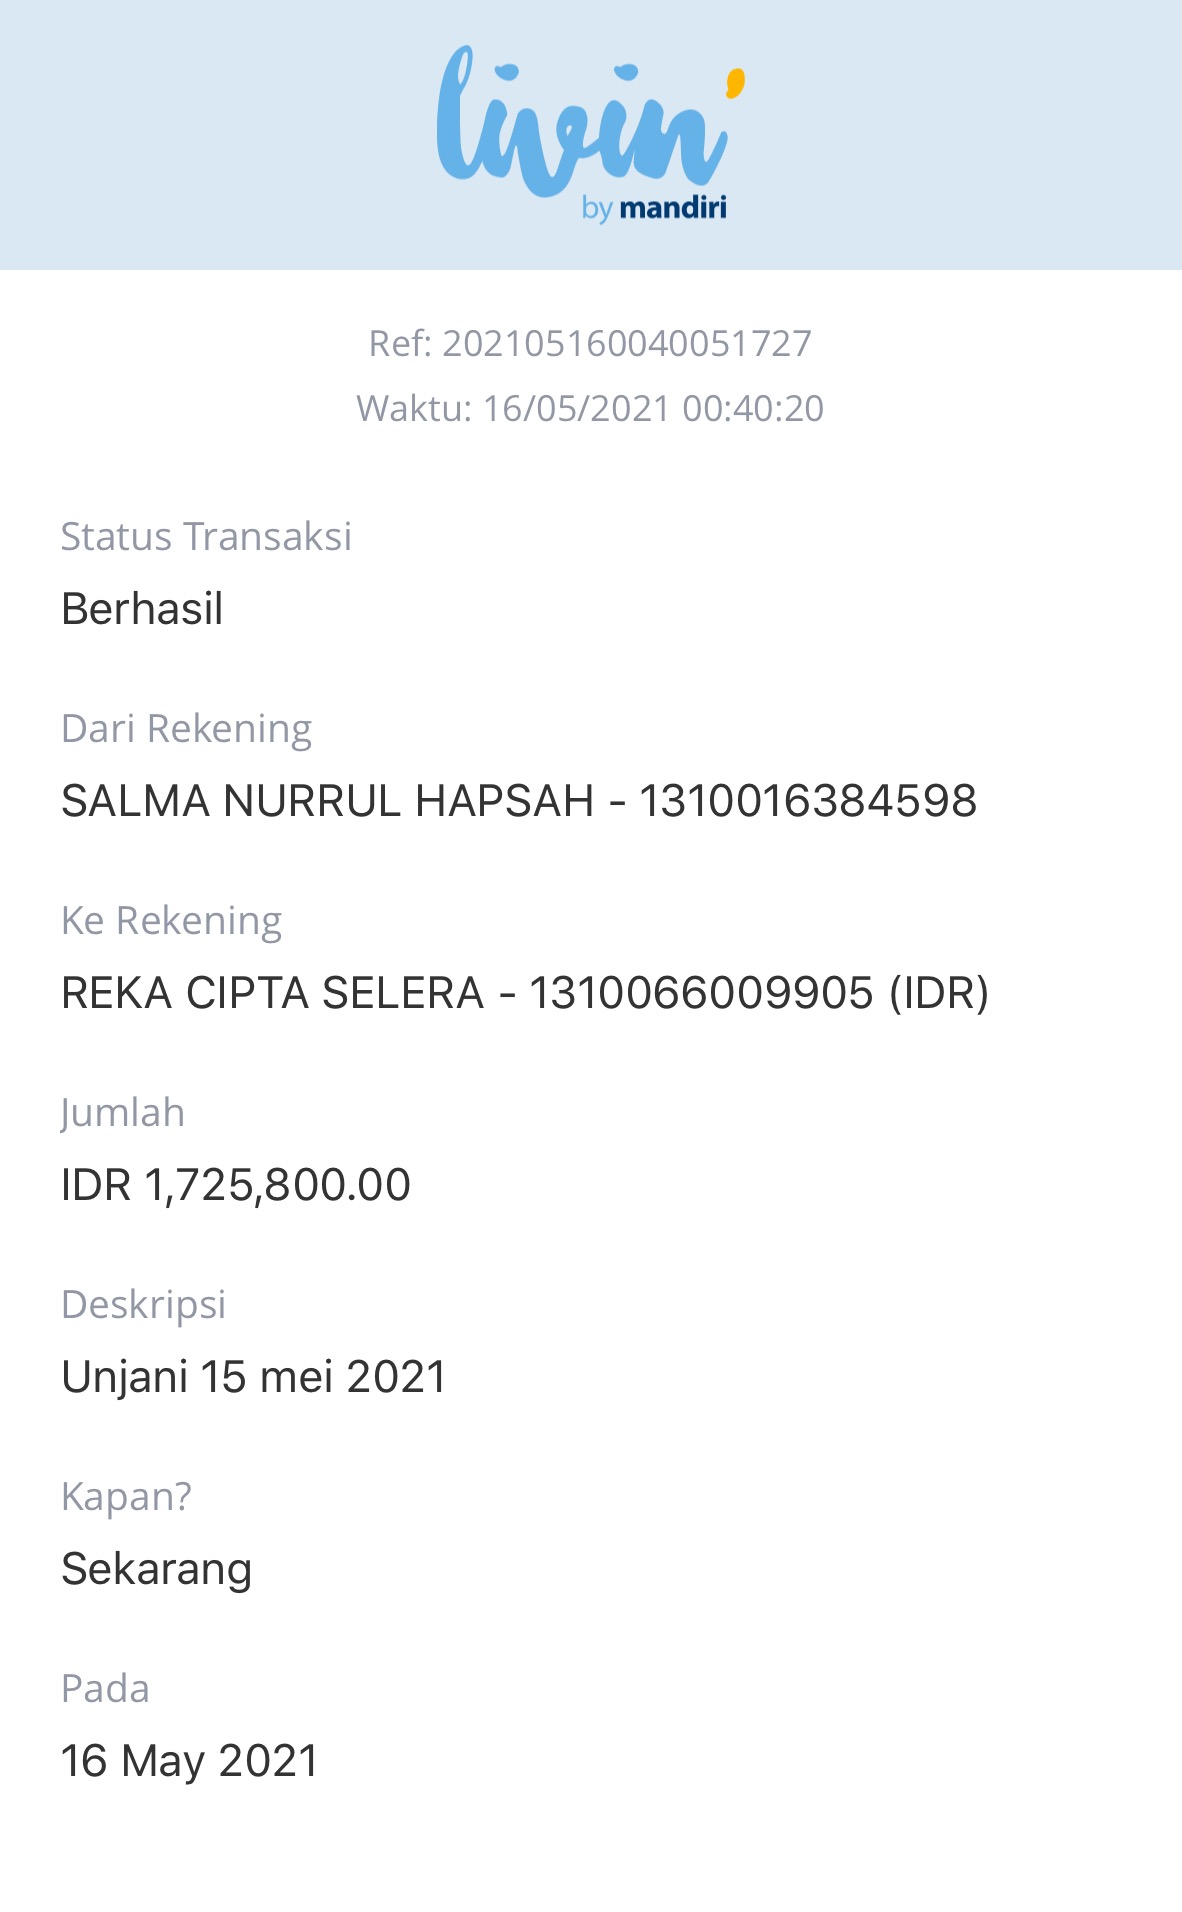 livin'
by mandiri
Ref: 202105160040051727
Waktu: 16/05/2021 00:40:20
Status Transaksi
Berhasil
Dari Rekening
SALMA NURRUL HAPSAH - 1310016384598
Ke Rekening
REKA CIPTA SELERA - 1310066009905 (IDR)
Jumlah
IDR 1,725,800.00
Deskripsi
Unjani 15 mei 2021
Kapan?
Sekarang
Pada
16 May 2021